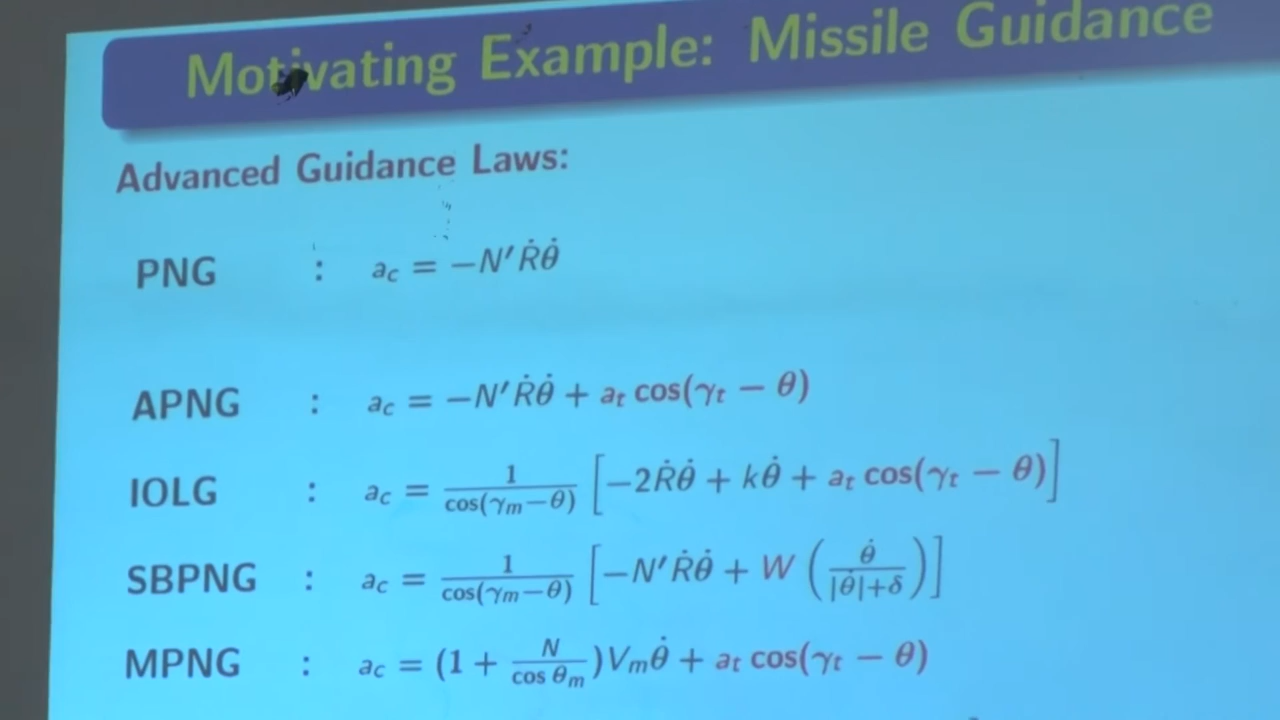 Motivating Example: Missile Guidance
Advanced Guidance Laws:
PNG : a_c = −N′ṘΘ̇
APNG : a_c = −N′Ṙθ̇ + a_t cos(γ_t − θ)
IOLG : a_c = 1/cos(γ_m−θ) [−2Ṙθ̇ + kθ̇ + a_t cos(γ_t − θ)]
SBPNG : a_c = 1/cos(γ_m−θ) [−N′Ṙθ̇ + W (θ̇/|θ̇|+δ)]
MPNG : a_c = (1 + N/cos θ_m)V_mθ̇ + a_t cos(γ_t − θ)